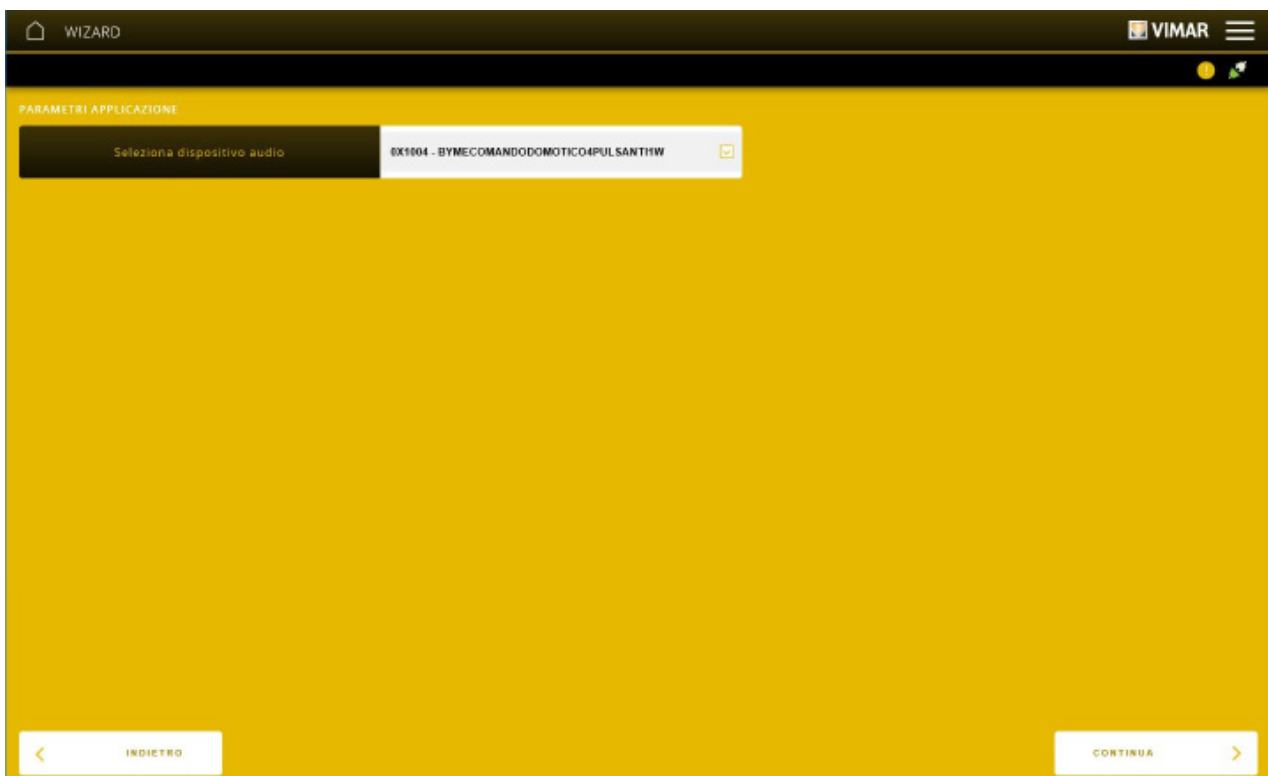 WIZARD
VIMAR
PARAMETRI APPLICAZIONE
Seleziona dispositivo audio
0X1004 - BYMECOMANDODOMOTICO4PULSANTI1W
INDIETRO
CONTINUA